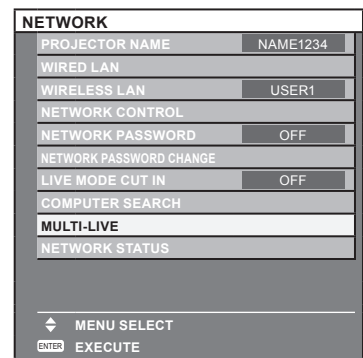 NETWORK
PROJECTOR NAME NAME1234
WIRED LAN
WIRELESS LAN USER1
NETWORK CONTROL
NETWORK PASSWORD OFF
NETWORK PASSWORD CHANGE
LIVE MODE CUT IN OFF
COMPUTER SEARCH
MULTI-LIVE
NETWORK STATUS
MENU SELECT
ENTER EXECUTE